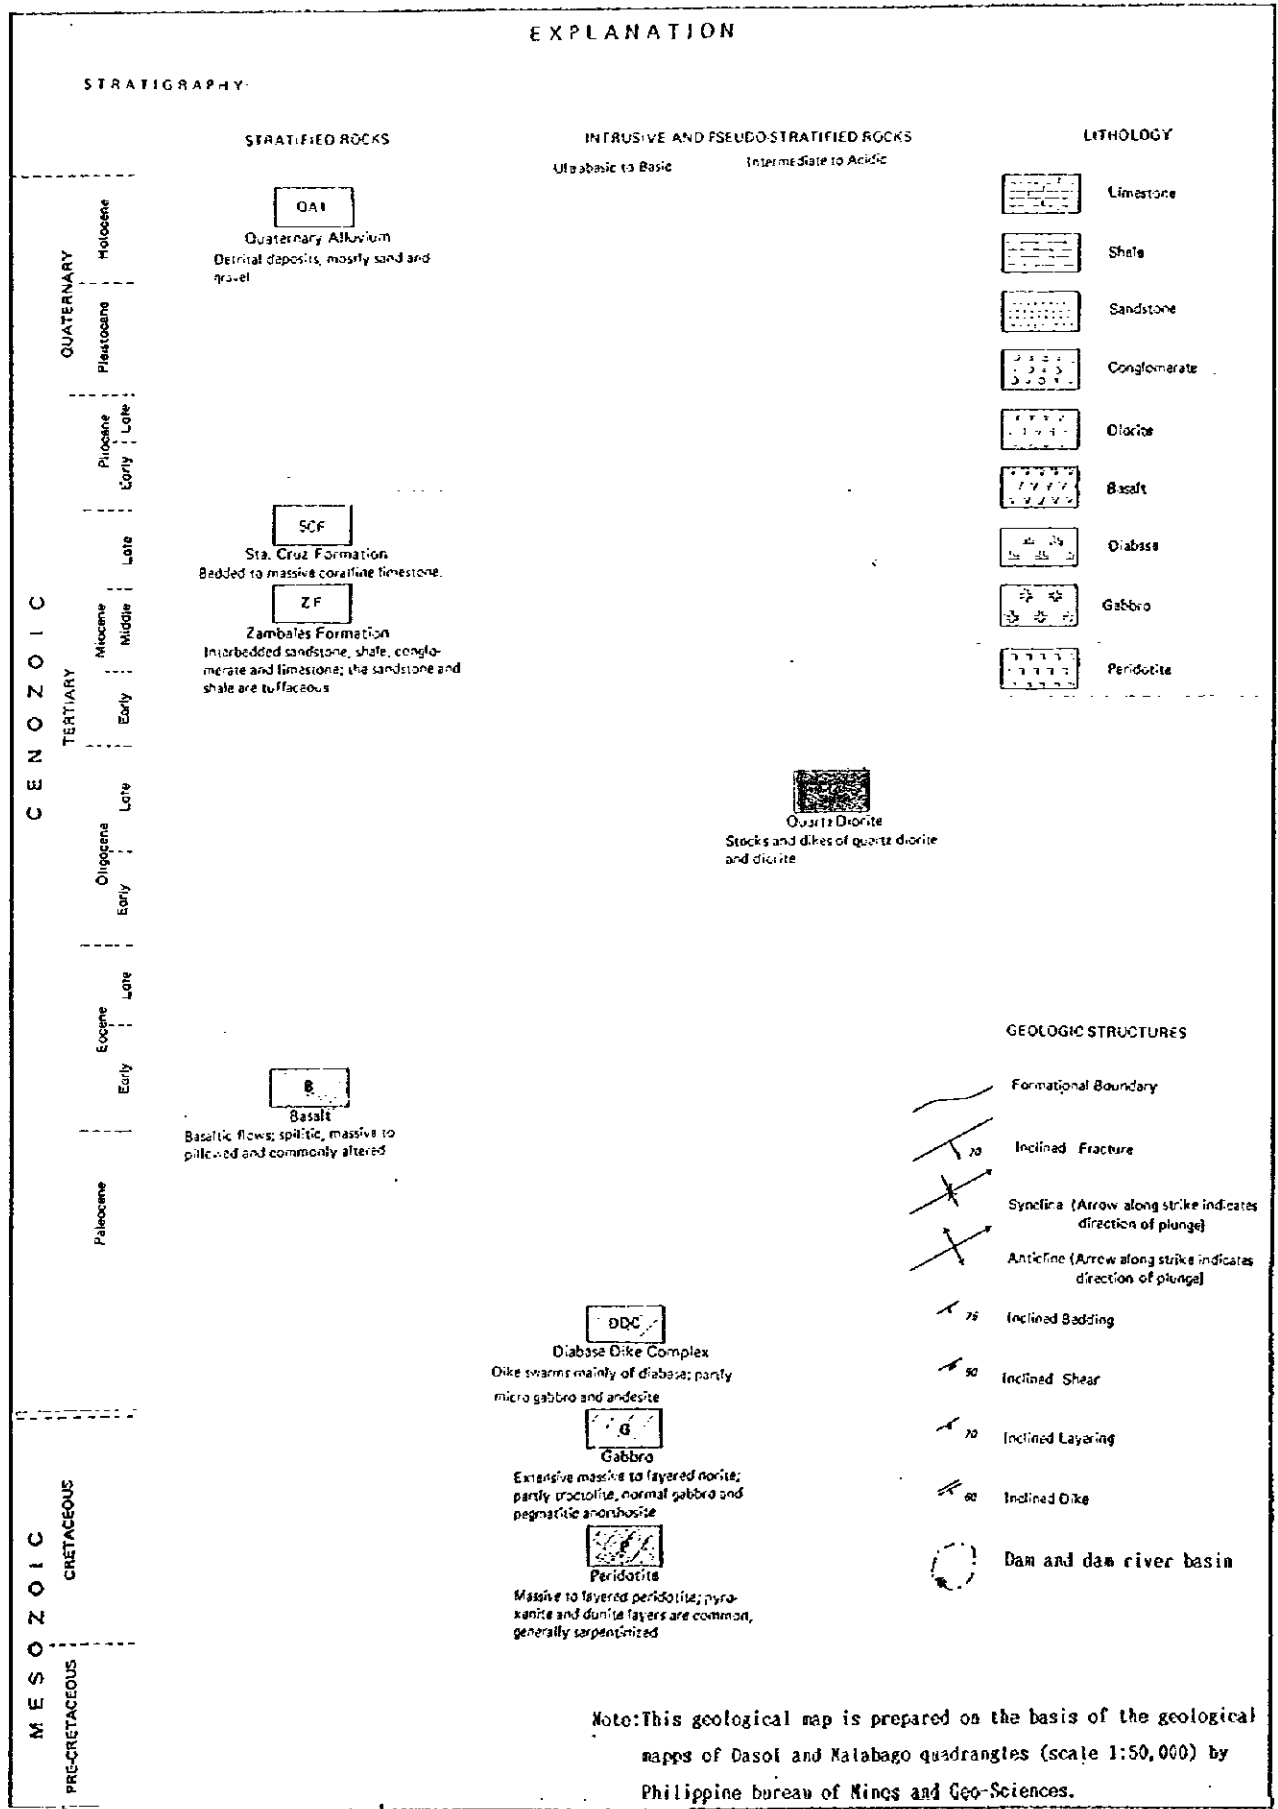 EXPLANATION
STRATIGRAPHY
STRATIFIED ROCKS
INTRUSIVE AND PSEUDO-STRATIFIED ROCKS
Ultrabasic to Basic
Intermediate to Acidic
LITHOLOGY
CENOZOIC
QUATERNARY
Holocene
Pleistocene
TERTIARY
Pliocene
Late
Early
Miocene
Late
Middle
Early
Oligocene
Late
Early
Eocene
Late
Early
Paleocene
MESOZOIC
CRETACEOUS
PRE-CRETACEOUS
QAl
Quaternary Alluvium
Detrital deposits, mostly sand and
gravel
SCF
Sta. Cruz Formation
Bedded to massive coralline limestone.
ZF
Zambales Formation
Interbedded sandstone, shale, conglo-
merate and limestone; the sandstone and
shale are tuffaceous
B
Basalt
Basaltic flows; spilitic, massive to
pillowed and commonly altered
Quartz Diorite
Stocks and dikes of quartz diorite
and diorite
DDC
Diabase Dike Complex
Dike swarms mainly of diabase; partly
micro gabbro and andesite
G
Gabbro
Extensive massive to layered norite;
partly troctolite, normal gabbro and
pegmatitic anorthosite
P
Peridotite
Massive to layered peridotite; pyro-
xenite and dunite layers are common,
generally serpentinized
Limestone
Shale
Sandstone
Conglomerate
Diorite
Basalt
Diabase
Gabbro
Peridotite
GEOLOGIC STRUCTURES
Formational Boundary
70 Inclined Fracture
Syncline (Arrow along strike indicates
direction of plunge)
Anticline (Arrow along strike indicates
direction of plunge)
75 Inclined Bedding
50 Inclined Shear
70 Inclined Layering
60 Inclined Dike
Dam and dam river basin
Note:This geological map is prepared on the basis of the geological
mapps of Dasol and Malabago quadrangles (scale 1:50,000) by
Philippine bureau of Mines and Geo-Sciences.